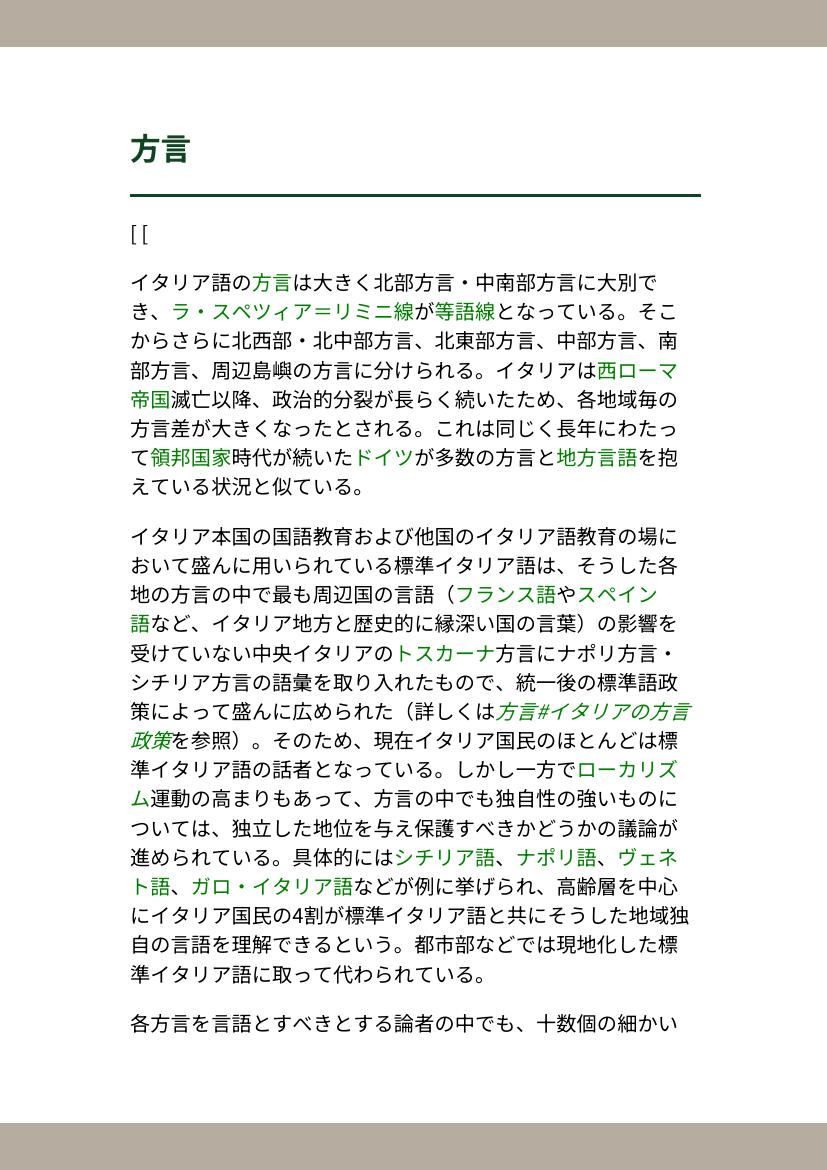 方言
[ [
イタリア語の方言は大きく北部方言・中南部方言に大別で
き、ラ・スペツィア＝リミニ線が等語線となっている。そこ
からさらに北西部・北中部方言、北東部方言、中部方言、南
部方言、周辺島嶼の方言に分けられる。イタリアは西ローマ
帝国滅亡以降、政治的分裂が長らく続いたため、各地域毎の
方言差が大きくなったとされる。これは同じく長年にわたっ
て領邦国家時代が続いたドイツが多数の方言と地方言語を抱
えている状況と似ている。
イタリア本国の国語教育および他国のイタリア語教育の場に
おいて盛んに用いられている標準イタリア語は、そうした各
地の方言の中で最も周辺国の言語（フランス語やスペイン
語など、イタリア地方と歴史的に縁深い国の言葉）の影響を
受けていない中央イタリアのトスカーナ方言にナポリ方言・
シチリア方言の語彙を取り入れたもので、統一後の標準語政
策によって盛んに広められた（詳しくは方言#イタリアの方言
政策を参照）。そのため、現在イタリア国民のほとんどは標
準イタリア語の話者となっている。しかし一方でローカリズ
ム運動の高まりもあって、方言の中でも独自性の強いものに
ついては、独立した地位を与え保護すべきかどうかの議論が
進められている。具体的にはシチリア語、ナポリ語、ヴェネ
ト語、ガロ・イタリア語などが例に挙げられ、高齢層を中心
にイタリア国民の4割が標準イタリア語と共にそうした地域独
自の言語を理解できるという。都市部などでは現地化した標
準イタリア語に取って代わられている。
各方言を言語とすべきとする論者の中でも、十数個の細かい